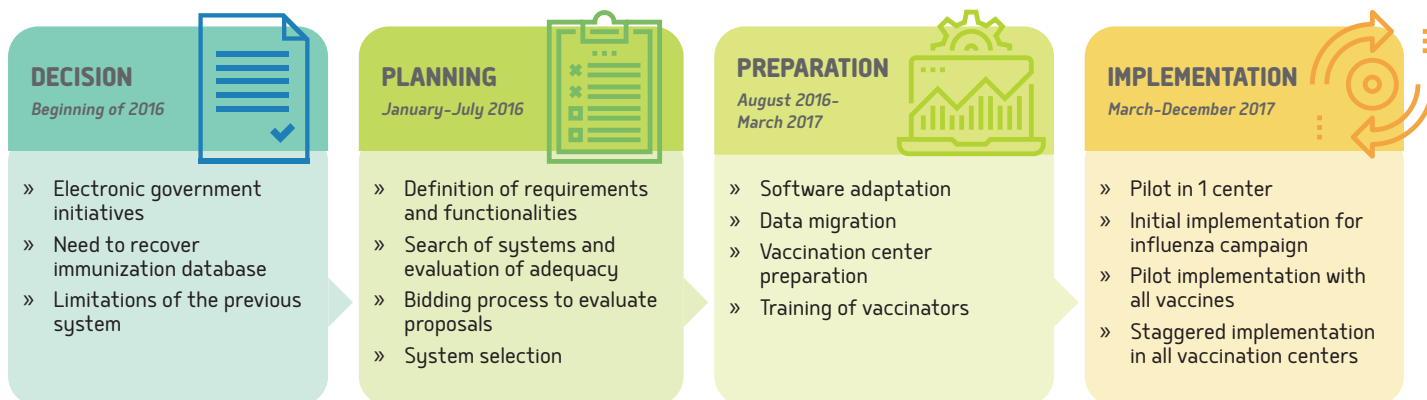 DECISION
Beginning of 2016
» Electronic government
initiatives
» Need to recover
immunization database
» Limitations of the previous
system
PLANNING
January-July 2016
» Definition of requirements
and functionalities
» Search of systems and
evaluation of adequacy
» Bidding process to evaluate
proposals
» System selection
PREPARATION
August 2016-
March 2017
» Software adaptation
» Data migration
» Vaccination center
preparation
» Training of vaccinators
IMPLEMENTATION
March-December 2017
» Pilot in 1 center
» Initial implementation for
influenza campaign
» Pilot implementation with
all vaccines
» Staggered implementation
in all vaccination centers